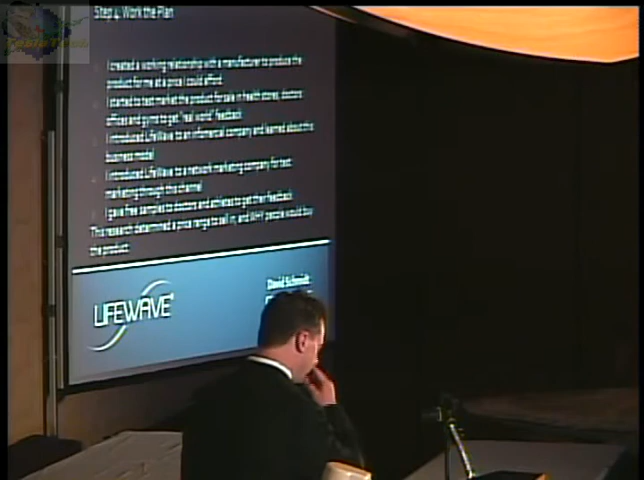 Step 4: Work the Plan
I created a working relationship with a manufacturer to produce the
product for me at a price I could afford
I started to test market the product for sale in health stores, doctors
offices and gyms to get "real world" feedback
I introduced LifeWave to an infomercial company and learned about this
business model
I introduced LifeWave to a network marketing company for test
marketing through this channel
I gave free samples to doctors and athletes to get their feedback
This research determined a price range to sell in, and WHY people would buy
the product
LIFEWAVE
David Schmidt
TeslaTech